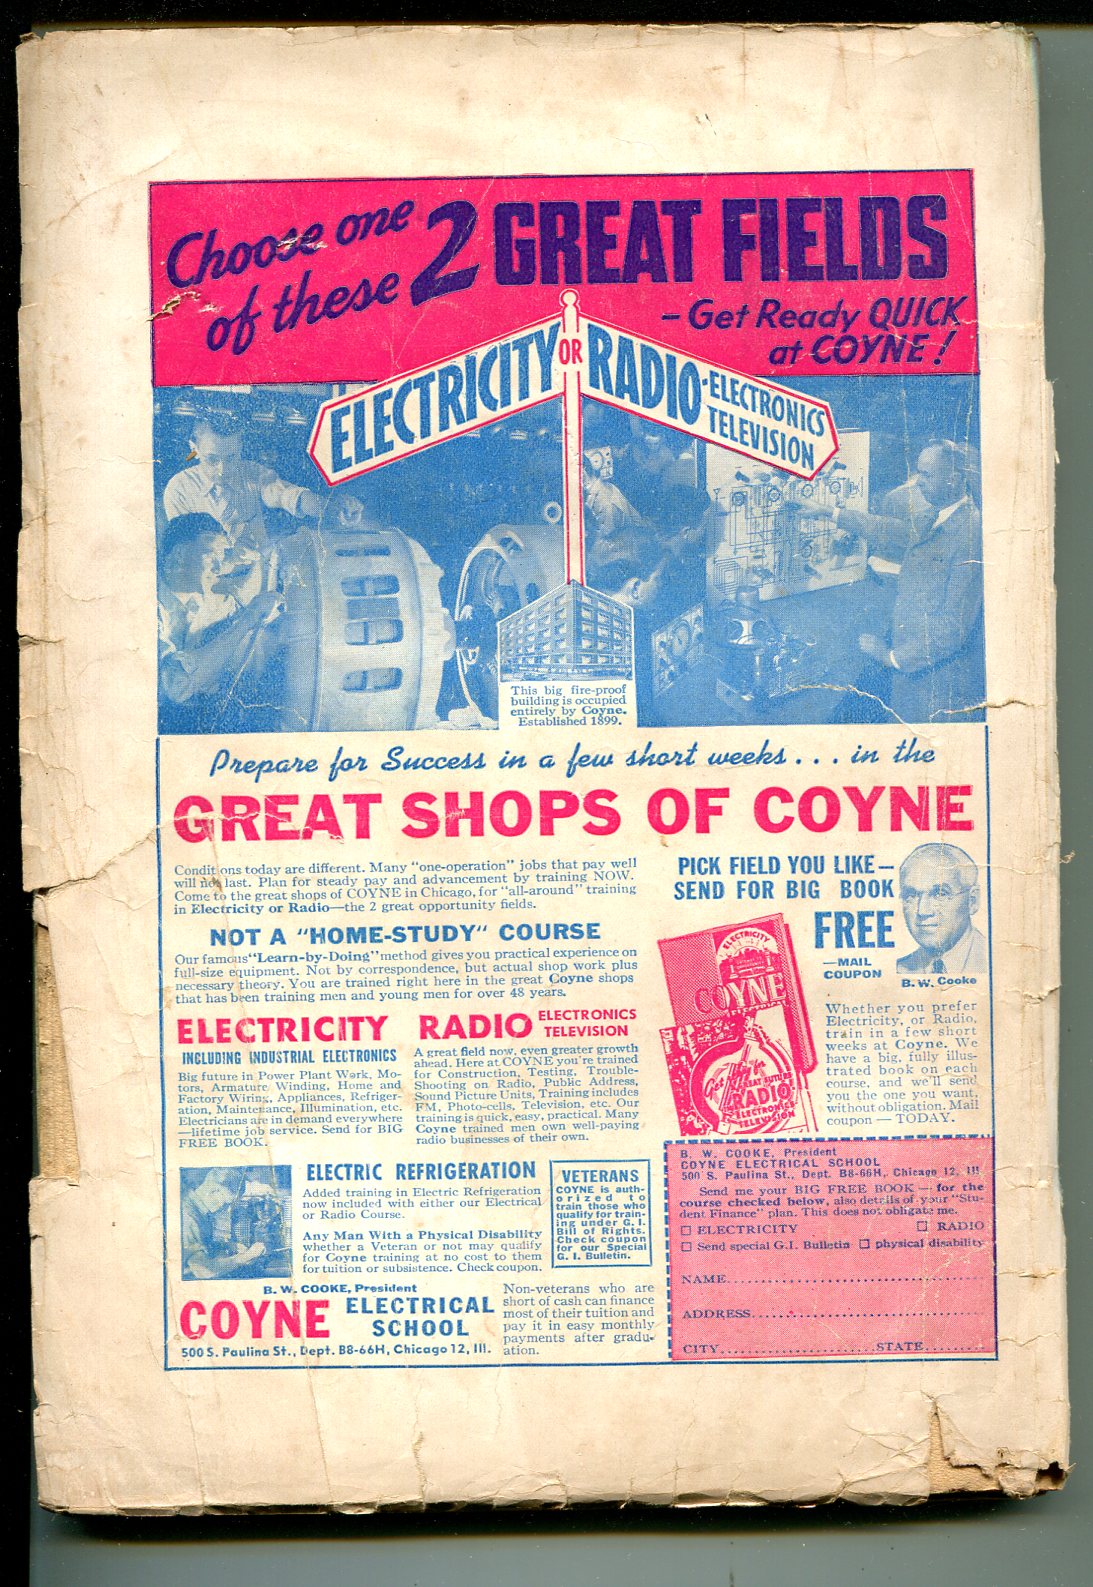 Choose one
of these 2 GREAT FIELDS
- Get Ready QUICK
at COYNE!
ELECTRICITY OR RADIO-ELECTRONICS
TELEVISION
This big fire-proof
building is occupied
entirely by Coyne.
Established 1899.
Prepare for Success in a few short weeks... in the
GREAT SHOPS OF COYNE
Conditions today are different. Many "one-operation" jobs that pay well
will not last. Plan for steady pay and advancement by training NOW.
Come to the great shops of COYNE in Chicago, for "all-around" training
in Electricity or Radio—the 2 great opportunity fields.
NOT A "HOME-STUDY" COURSE
Our famous "Learn-by-Doing" method gives you practical experience on
full-size equipment. Not by correspondence, but actual shop work plus
necessary theory. You are trained right here in the great Coyne shops
that has been training men and young men for over 48 years.
ELECTRICITY
INCLUDING INDUSTRIAL ELECTRONICS
Big future in Power Plant Work, Mo-
tors, Armature Winding, Home and
Factory Wiring, Appliances, Refriger-
ation, Maintenance, Illumination, etc.
Electricians are in demand everywhere
—lifetime job service. Send for BIG
FREE BOOK.
RADIO ELECTRONICS
TELEVISION
A great field now, even greater growth
ahead. Here at COYNE you're trained
for Construction, Testing, Trouble-
Shooting on Radio, Public Address,
Sound Picture Units, Training includes
FM, Photo-cells, Television, etc. Our
training is quick, easy, practical. Many
Coyne trained men own well-paying
radio businesses of their own.
PICK FIELD YOU LIKE—
SEND FOR BIG BOOK
FREE
—MAIL
COUPON
B. W. Cooke
ELECTRICITY
COYNE
Get
GREAT FUTURE
RADIO
ELECTRONICS
TELEVISION
Whether you prefer
Electricity, or Radio,
train in a few short
weeks at Coyne. We
have a big, fully illus-
trated book on each
course, and we'll send
you the one you want,
without obligation. Mail
coupon — TODAY.
ELECTRIC REFRIGERATION
Added training in Electric Refrigeration
now included with either our Electrical
or Radio Course.
Any Man With a Physical Disability
whether a Veteran or not may qualify
for Coyne training at no cost to them
for tuition or subsistence. Check coupon.
VETERANS
COYNE is auth-
orized to
train those who
qualify for train-
ing under G. I.
Bill of Rights.
Check coupon
for our Special
G. I. Bulletin.
B. W. COOKE, President
COYNE ELECTRICAL
SCHOOL
500 S. Paulina St., Dept. B8-66H, Chicago 12, Ill.
Non-veterans who are
short of cash can finance
most of their tuition and
pay it in easy monthly
payments after gradu-
ation.
B. W. COOKE, President
COYNE ELECTRICAL SCHOOL
500 S. Paulina St., Dept. B8-66H, Chicago 12, Ill
Send me your BIG FREE BOOK — for the
course checked below, also details of your "Stu-
dent Finance" plan. This does not obligate me.
☐ ELECTRICITY ☐ RADIO
☐ Send special G.I. Bulletin ☐ physical disability
NAME
ADDRESS
CITY STATE